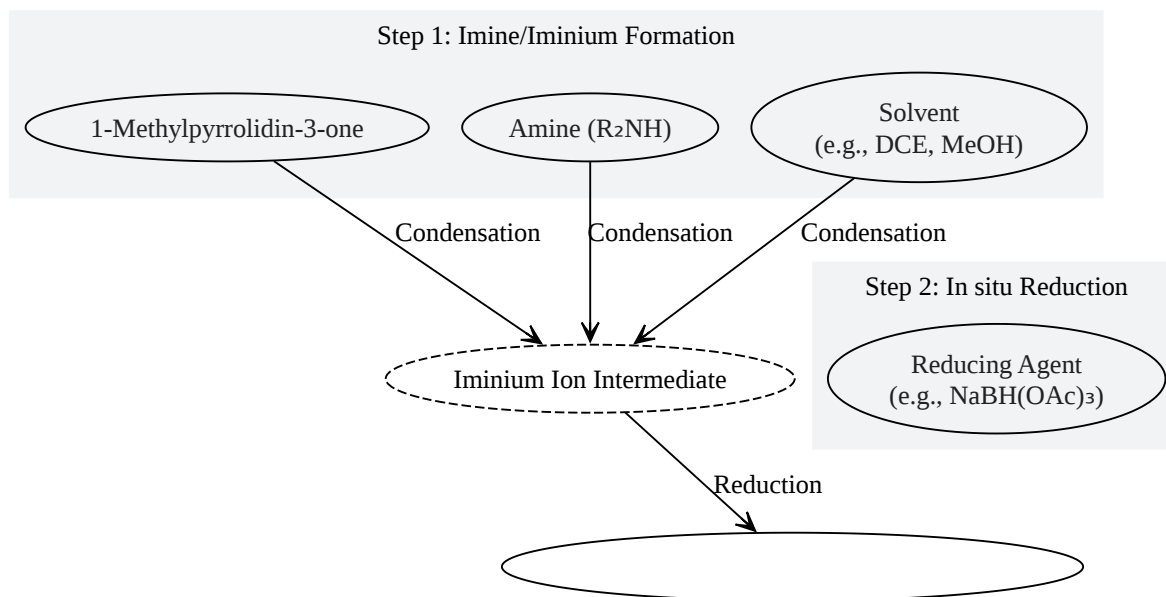 Step 1: Imine/Iminium Formation
1-Methylpyrrolidin-3-one
Amine (R₂NH)
Solvent
(e.g., DCE, MeOH)
Condensation
Condensation
Condensation
Step 2: In situ Reduction
Reducing Agent
(e.g., NaBH(OAc)₃)
Iminium Ion Intermediate
Reduction